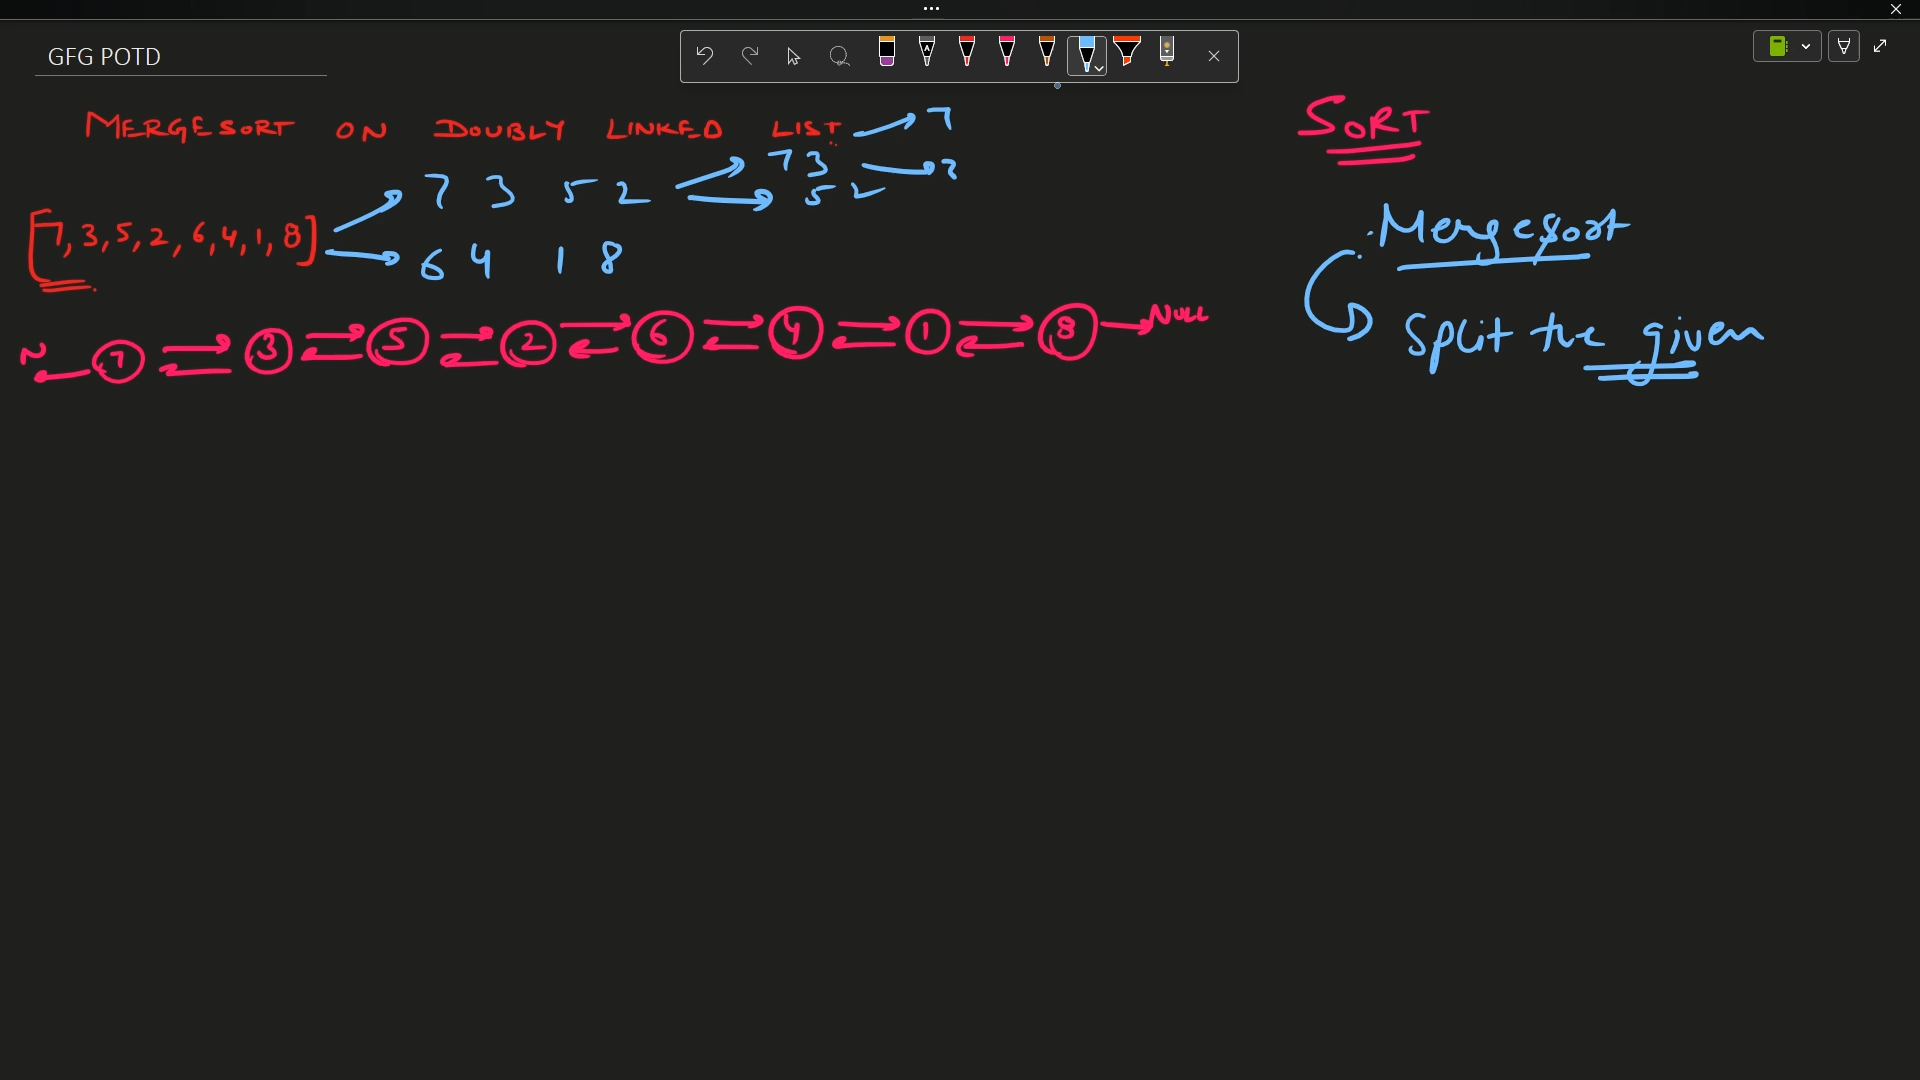 GFG POTD
MERGESORT ON DOUBLY LINKED LIST
7
7 3
3
7 3 5 2
5 2
[7, 3, 5, 2, 6, 4, 1, 8]
6 4 1 8
N 7 3 5 2 6 4 1 8 NULL
SORT
Mergesort
Split the given